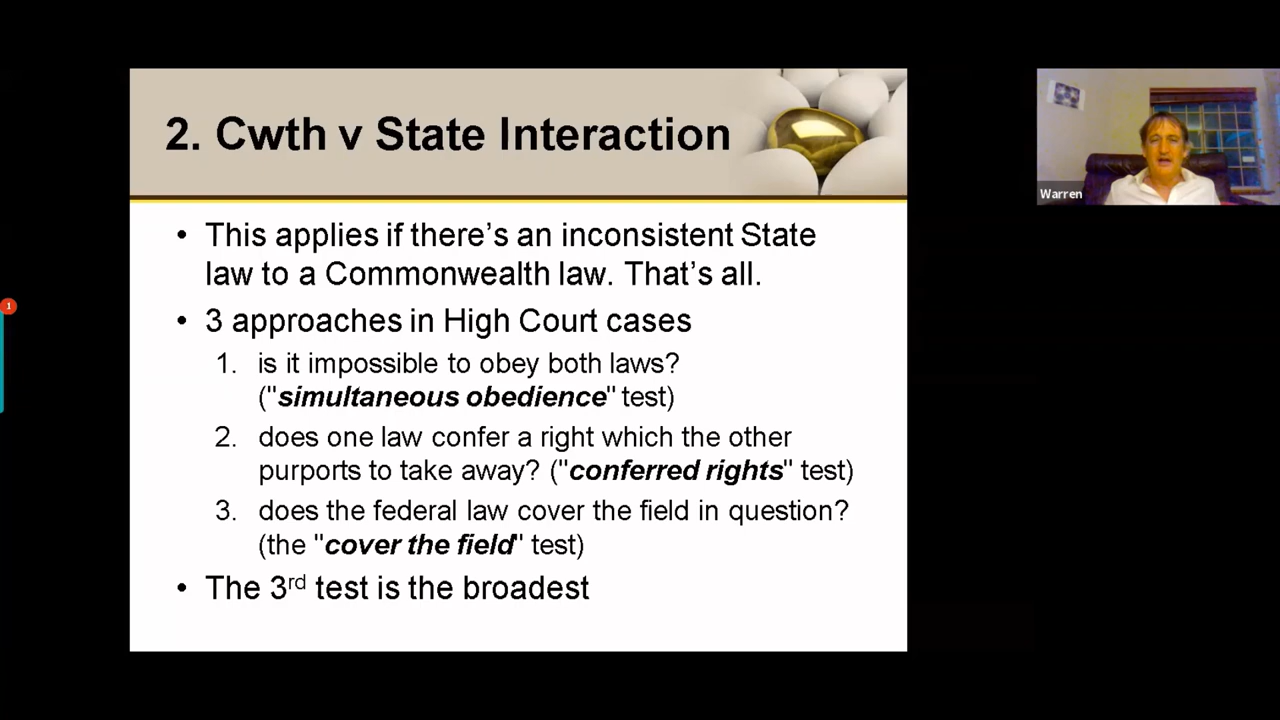 2. Cwth v State Interaction
• This applies if there's an inconsistent State
law to a Commonwealth law. That's all.
• 3 approaches in High Court cases
1. is it impossible to obey both laws?
("simultaneous obedience" test)
2. does one law confer a right which the other
purports to take away? ("conferred rights" test)
3. does the federal law cover the field in question?
(the "cover the field" test)
• The 3rd test is the broadest
Warren
1